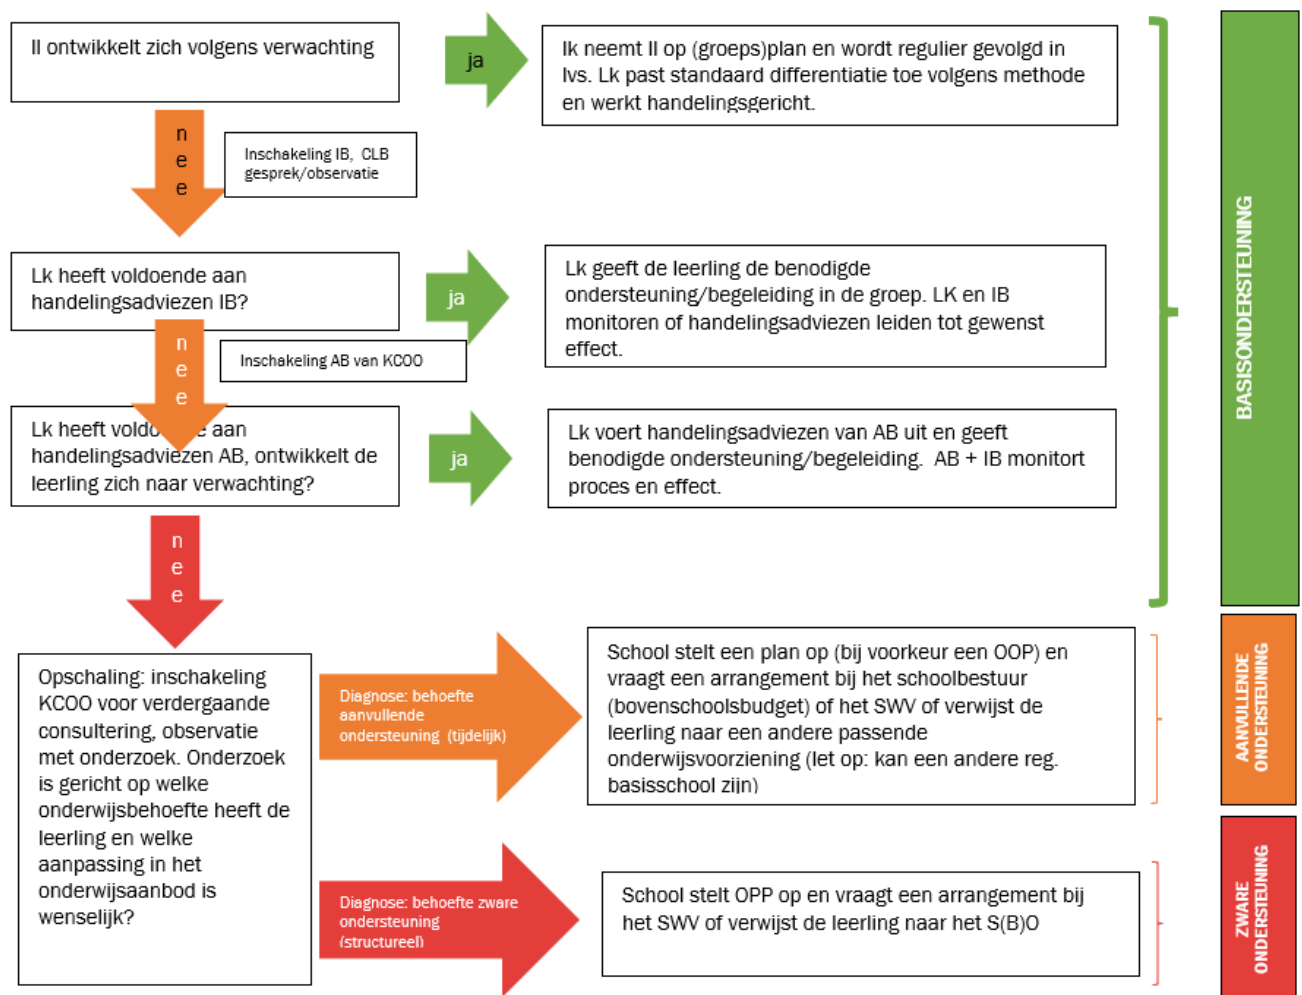 ll ontwikkelt zich volgens verwachting
ja
lk neemt ll op (groeps)plan en wordt regulier gevolgd in
lvs. Lk past standaard differentiatie toe volgens methode
en werkt handelingsgericht.
n
e
e
Inschakeling IB, CLB
gesprek/observatie
Lk heeft voldoende aan
handelingsadviezen IB?
ja
Lk geeft de leerling de benodigde
ondersteuning/begeleiding in de groep. LK en IB
monitoren of handelingsadviezen leiden tot gewenst
effect.
n
e
e
Inschakeling AB van KCOO
Lk heeft voldoende aan
handelingsadviezen AB, ontwikkelt de
leerling zich naar verwachting?
ja
Lk voert handelingsadviezen van AB uit en geeft
benodigde ondersteuning/begeleiding. AB + IB monitort
proces en effect.
BASISONDERSTEUNING
n
e
e
Opschaling: inschakeling
KCOO voor verdergaande
consultering, observatie
met onderzoek. Onderzoek
is gericht op welke
onderwijsbehoefte heeft de
leerling en welke
aanpassing in het
onderwijsaanbod is
wenselijk?
Diagnose: behoefte
aanvullende
ondersteuning (tijdelijk)
School stelt een plan op (bij voorkeur een OOP) en
vraagt een arrangement bij het schoolbestuur
(bovenschoolsbudget) of het SWV of verwijst de
leerling naar een andere passende
onderwijsvoorziening (let op: kan een andere reg.
basisschool zijn)
AANVULLENDE
ONDERSTEUNING
Diagnose: behoefte zware
ondersteuning
(structureel)
School stelt OPP op en vraagt een arrangement bij
het SWV of verwijst de leerling naar het S(B)O
ZWARE
ONDERSTEUNING